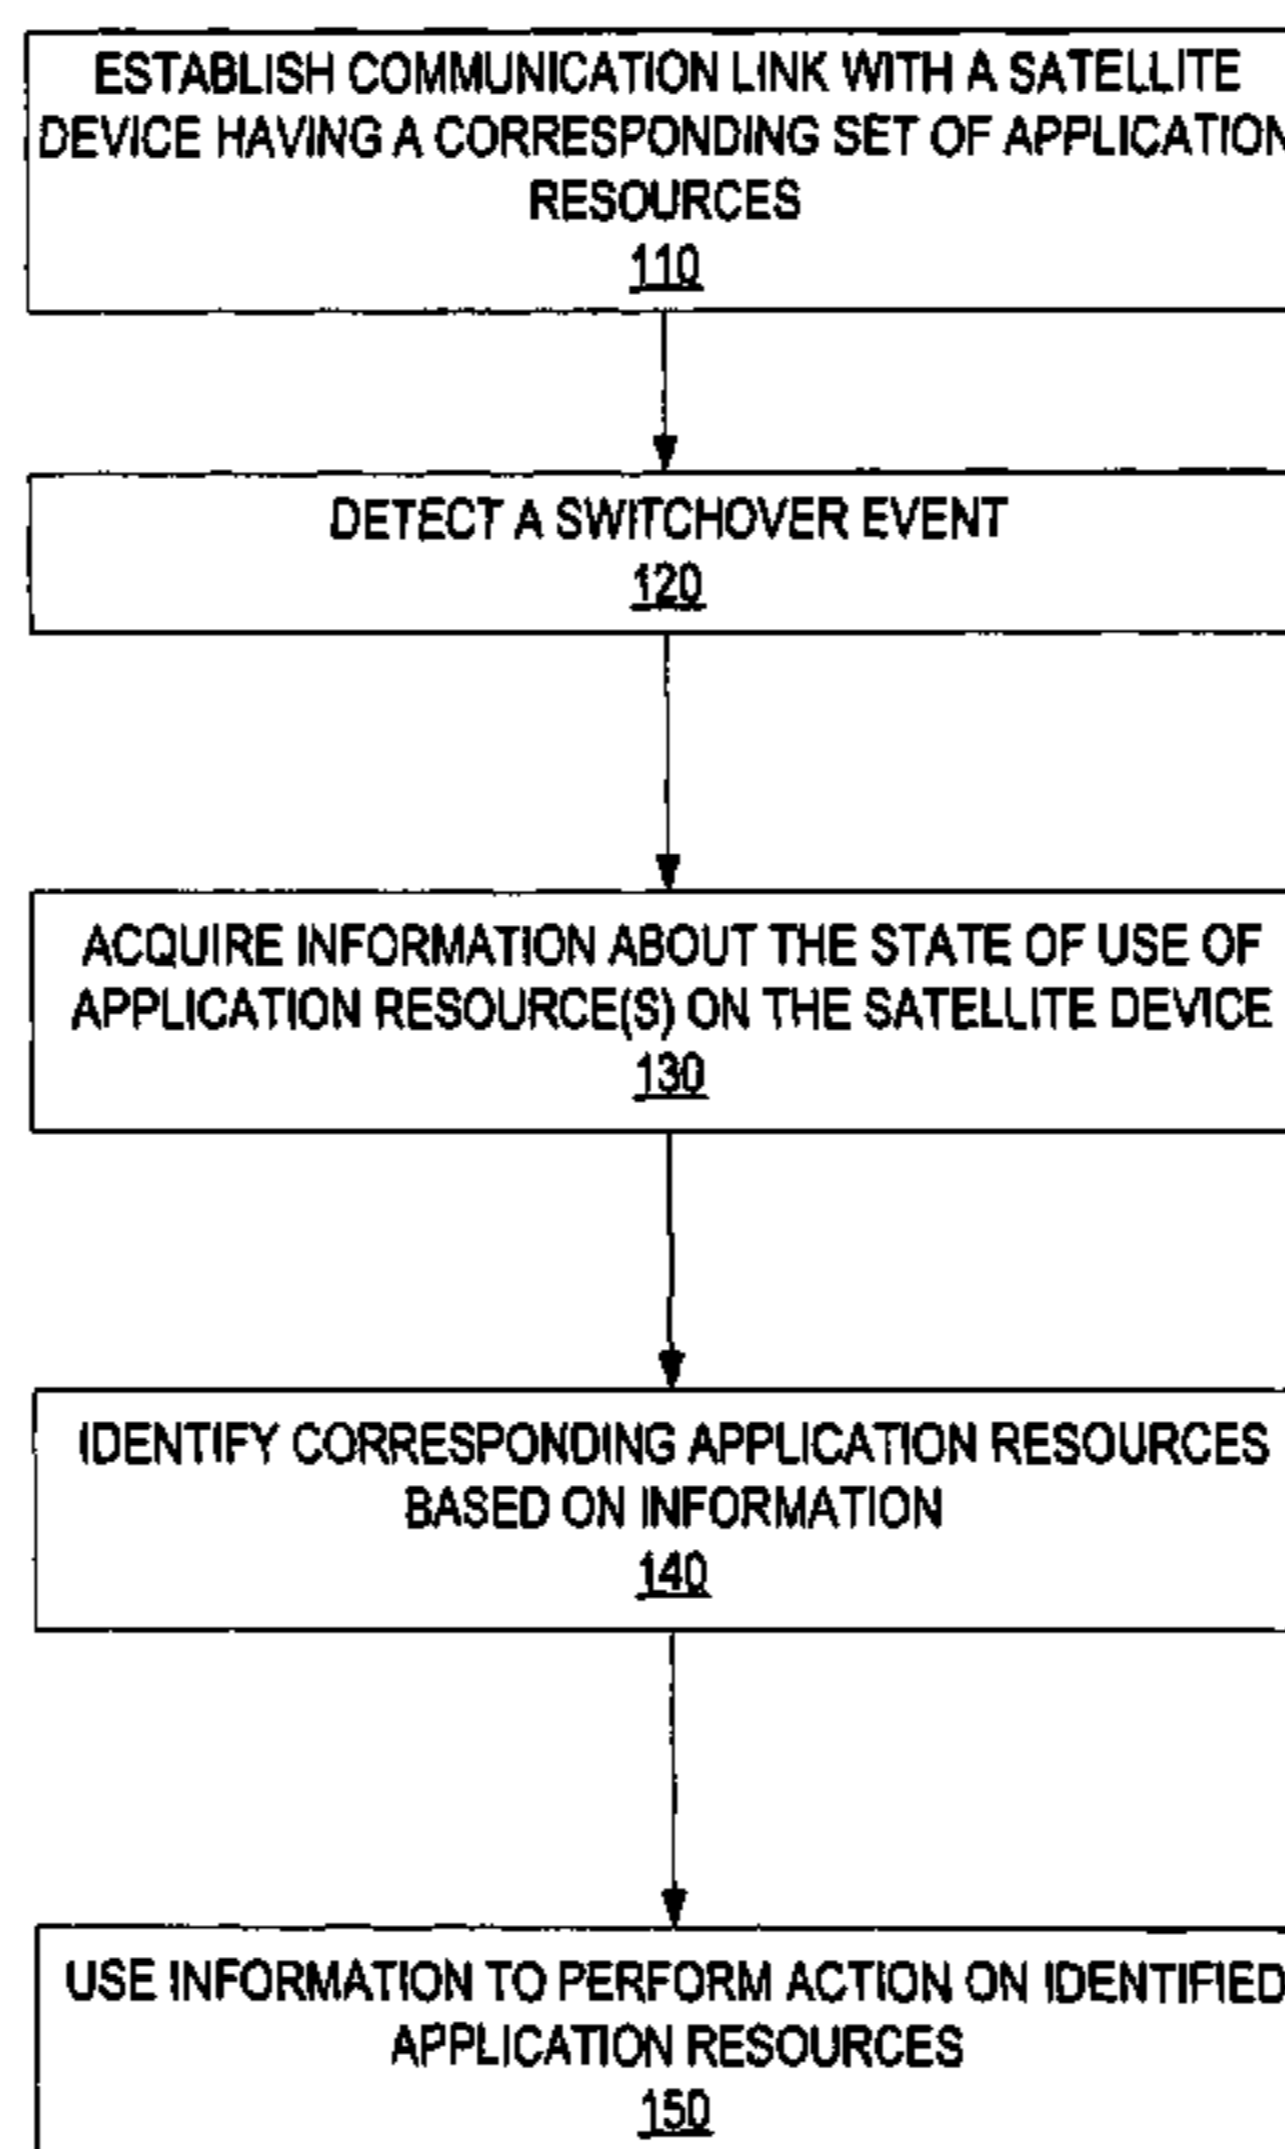 ESTABLISH COMMUNICATION LINK WITH A SATELLITE
DEVICE HAVING A CORRESPONDING SET OF APPLICATION
RESOURCES
110
DETECT A SWITCHOVER EVENT
120
ACQUIRE INFORMATION ABOUT THE STATE OF USE OF
APPLICATION RESOURCE(S) ON THE SATELLITE DEVICE
130
IDENTIFY CORRESPONDING APPLICATION RESOURCES
BASED ON INFORMATION
140
USE INFORMATION TO PERFORM ACTION ON IDENTIFIED
APPLICATION RESOURCES
150